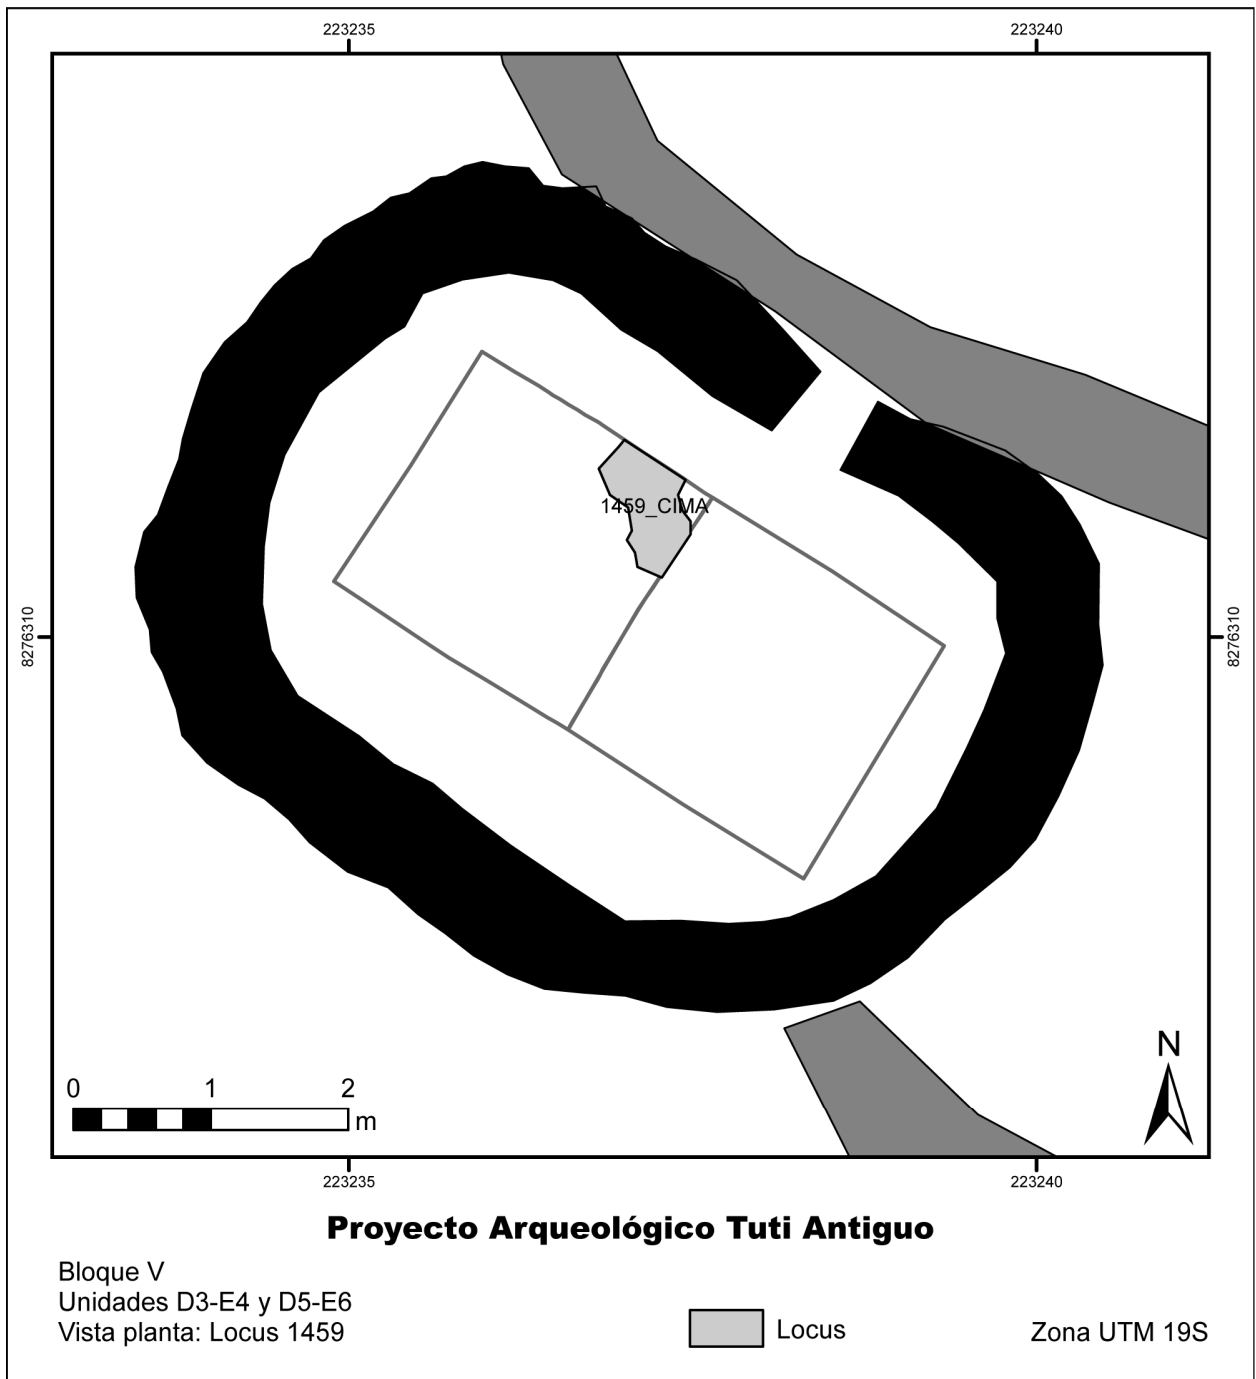 223235
223240
1459_CIMA
8276310
8276310
0 1 2
m
N
223235
223240
Proyecto Arqueológico Tuti Antiguo
Bloque V
Unidades D3-E4 y D5-E6
Vista planta: Locus 1459
Locus
Zona UTM 19S